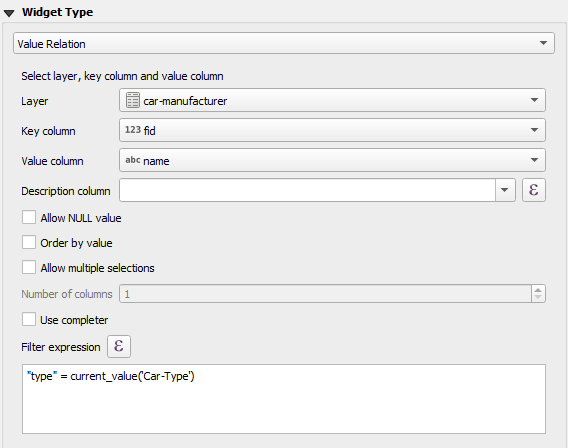 Widget Type
Value Relation
Select layer, key column and value column
Layer car-manufacturer
Key column 123 fid
Value column abc name
Description column ε
Allow NULL value
Order by value
Allow multiple selections
Number of columns 1
Use completer
Filter expression ε
"type" = current_value('Car-Type')